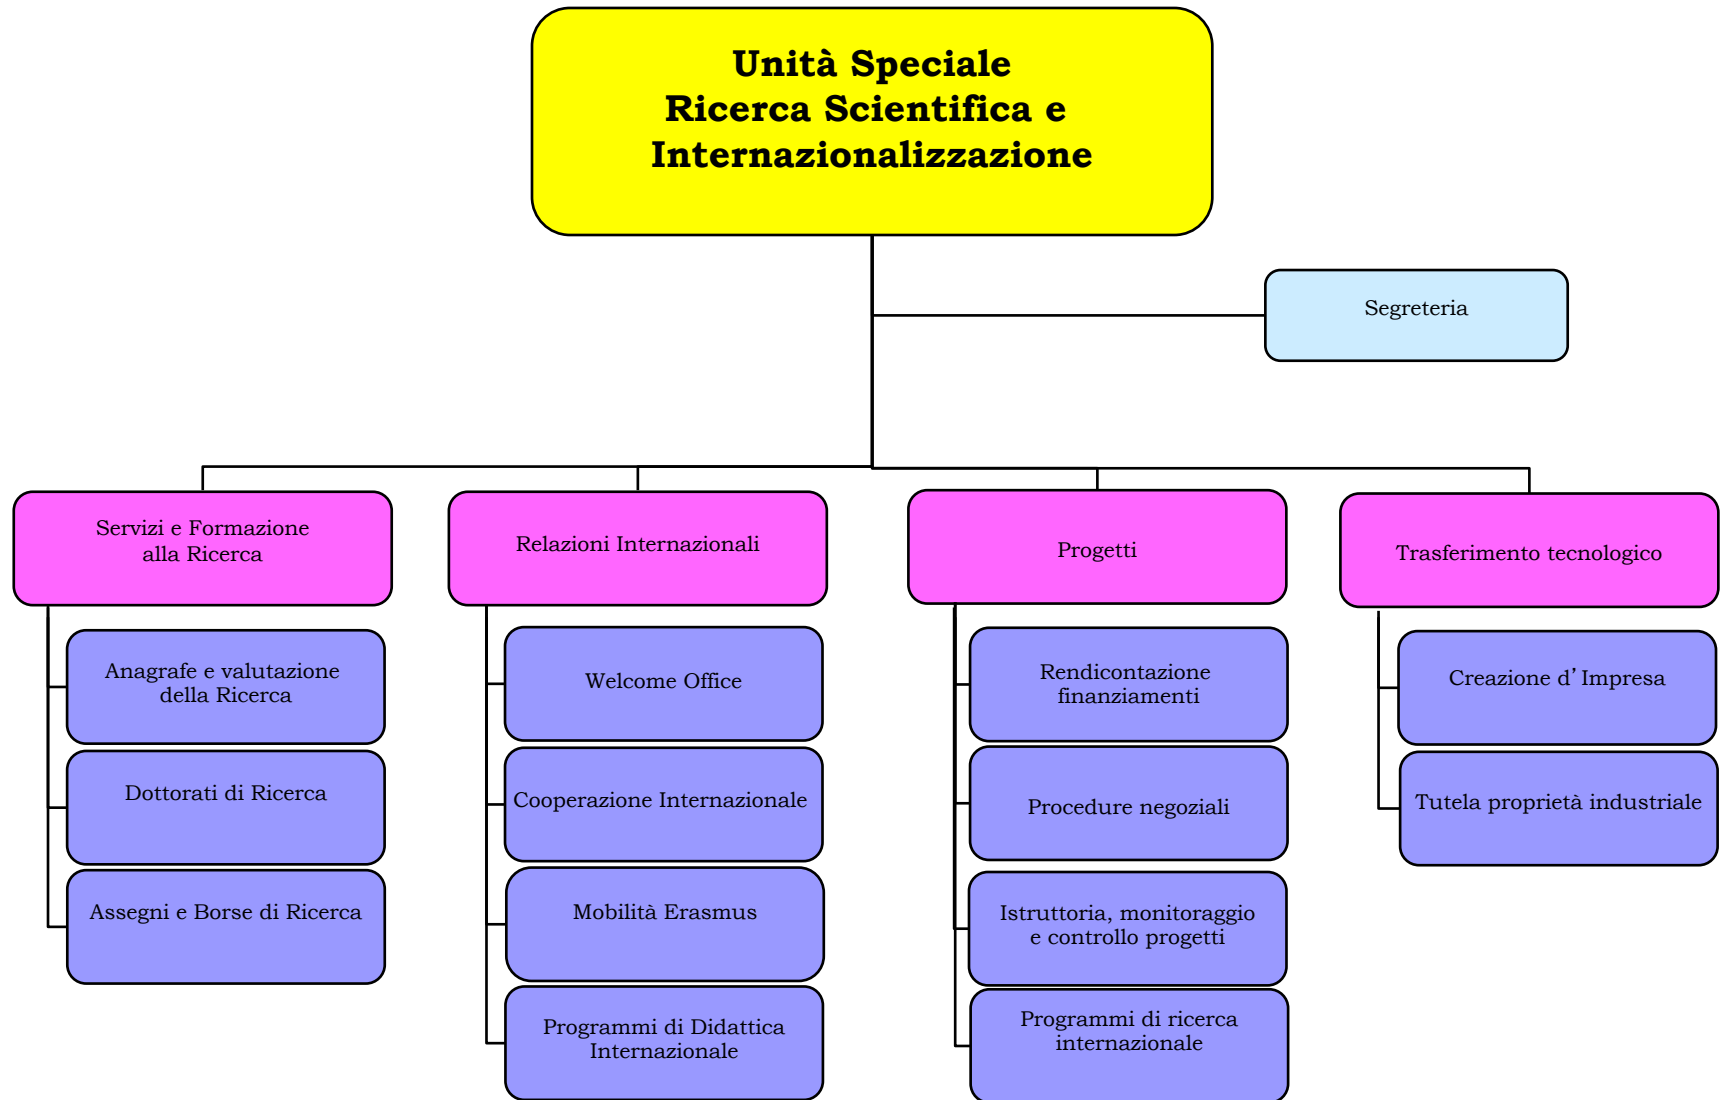 Unità Speciale
Ricerca Scientifica e
Internazionalizzazione
Segreteria
Servizi e Formazione
alla Ricerca
Relazioni Internazionali
Progetti
Trasferimento tecnologico
Anagrafe e valutazione
della Ricerca
Dottorati di Ricerca
Assegni e Borse di Ricerca
Welcome Office
Cooperazione Internazionale
Mobilità Erasmus
Programmi di Didattica
Internazionale
Rendicontazione
finanziamenti
Procedure negoziali
Istruttoria, monitoraggio
e controllo progetti
Programmi di ricerca
internazionale
Creazione d’ Impresa
Tutela proprietà industriale